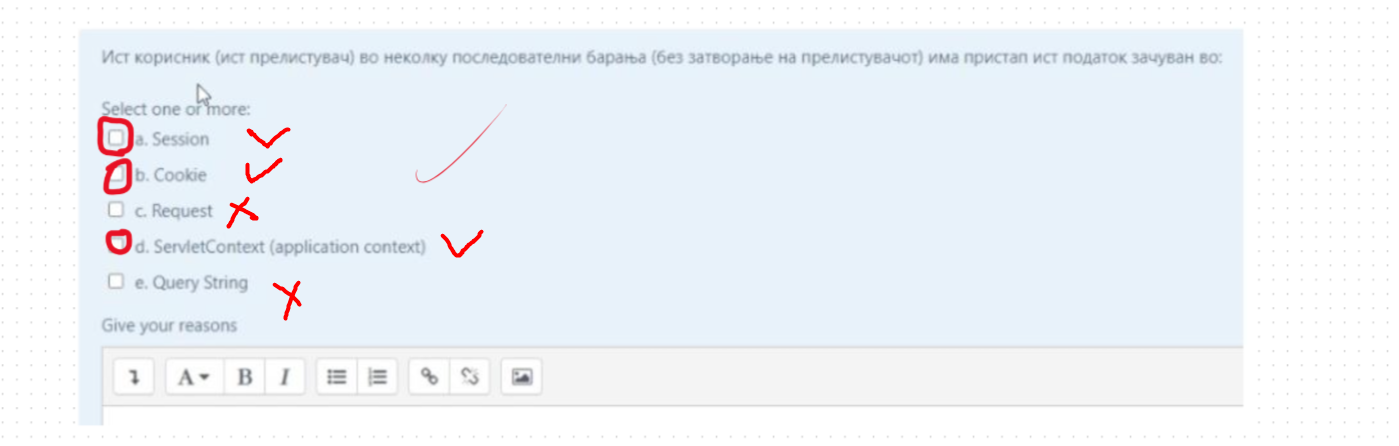 Ист корисник (ист прелистувач) во неколку последователни барања (без затворање на прелистувачот) има пристап ист податок зачуван во:
Select one or more:
a. Session
b. Cookie
c. Request
d. ServletContext (application context)
e. Query String
Give your reasons
A B I